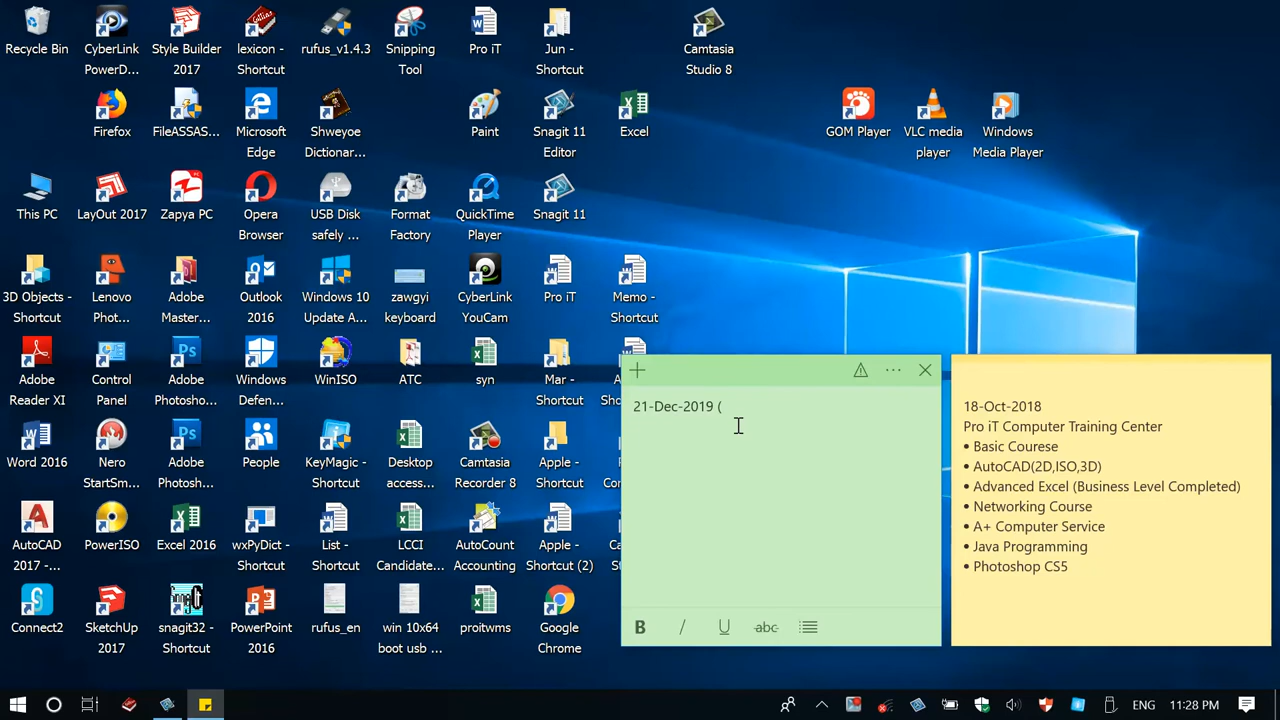 Recycle Bin
CyberLink PowerD...
Style Builder 2017
lexicon - Shortcut
rufus_v1.4.3
Snipping Tool
Pro iT
Jun - Shortcut
Camtasia Studio 8
Firefox
FileASSAS...
Microsoft Edge
Shweyoe Dictionar...
Paint
Snagit 11 Editor
Excel
GOM Player
VLC media player
Windows Media Player
This PC
LayOut 2017
Zapya PC
Opera Browser
USB Disk safely ...
Format Factory
QuickTime Player
Snagit 11
3D Objects - Shortcut
Lenovo Phot...
Adobe Master...
Outlook 2016
Windows 10 Update A...
zawgyi keyboard
CyberLink YouCam
Pro iT
Memo - Shortcut
Adobe Reader XI
Control Panel
Adobe Photosho...
Windows Defen...
WinISO
ATC
syn
Mar - Shortcut
Word 2016
Nero StartSm...
Adobe Photosh...
People
KeyMagic - Shortcut
Desktop access...
Camtasia Recorder 8
Apple - Shortcut
AutoCAD 2017 -...
PowerISO
Excel 2016
wxPyDict - Shortcut
List - Shortcut
LCCI Candidate...
AutoCount Accounting
Apple - Shortcut (2)
Connect2
SketchUp 2017
snagit32 - Shortcut
PowerPoint 2016
rufus_en
win 10x64 boot usb ...
proitwms
Google Chrome
21-Dec-2019 (
B / U abc
18-Oct-2018
Pro iT Computer Training Center
• Basic Courese
• AutoCAD(2D,ISO,3D)
• Advanced Excel (Business Level Completed)
• Networking Course
• A+ Computer Service
• Java Programming
• Photoshop CS5
ENG
11:28 PM